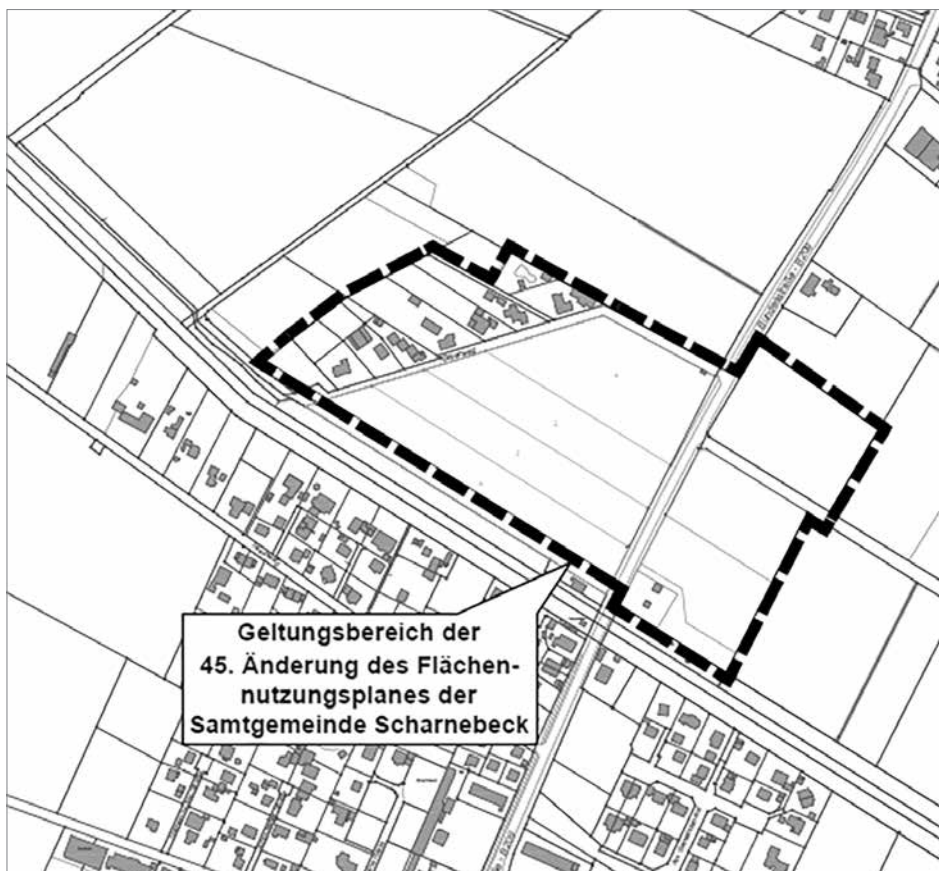 Geltungsbereich der
45. Änderung des Flächen-
nutzungsplanes der
Samtgemeinde Scharnebeck